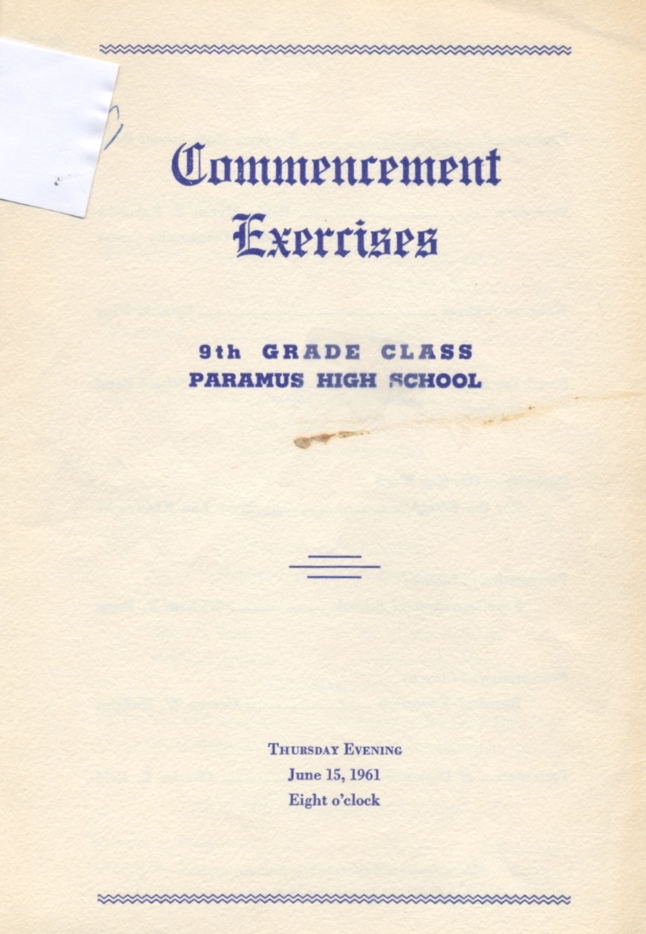 Commencement
Exercises
9th GRADE CLASS
PARAMUS HIGH SCHOOL
THURSDAY EVENING
June 15, 1961
Eight o'clock